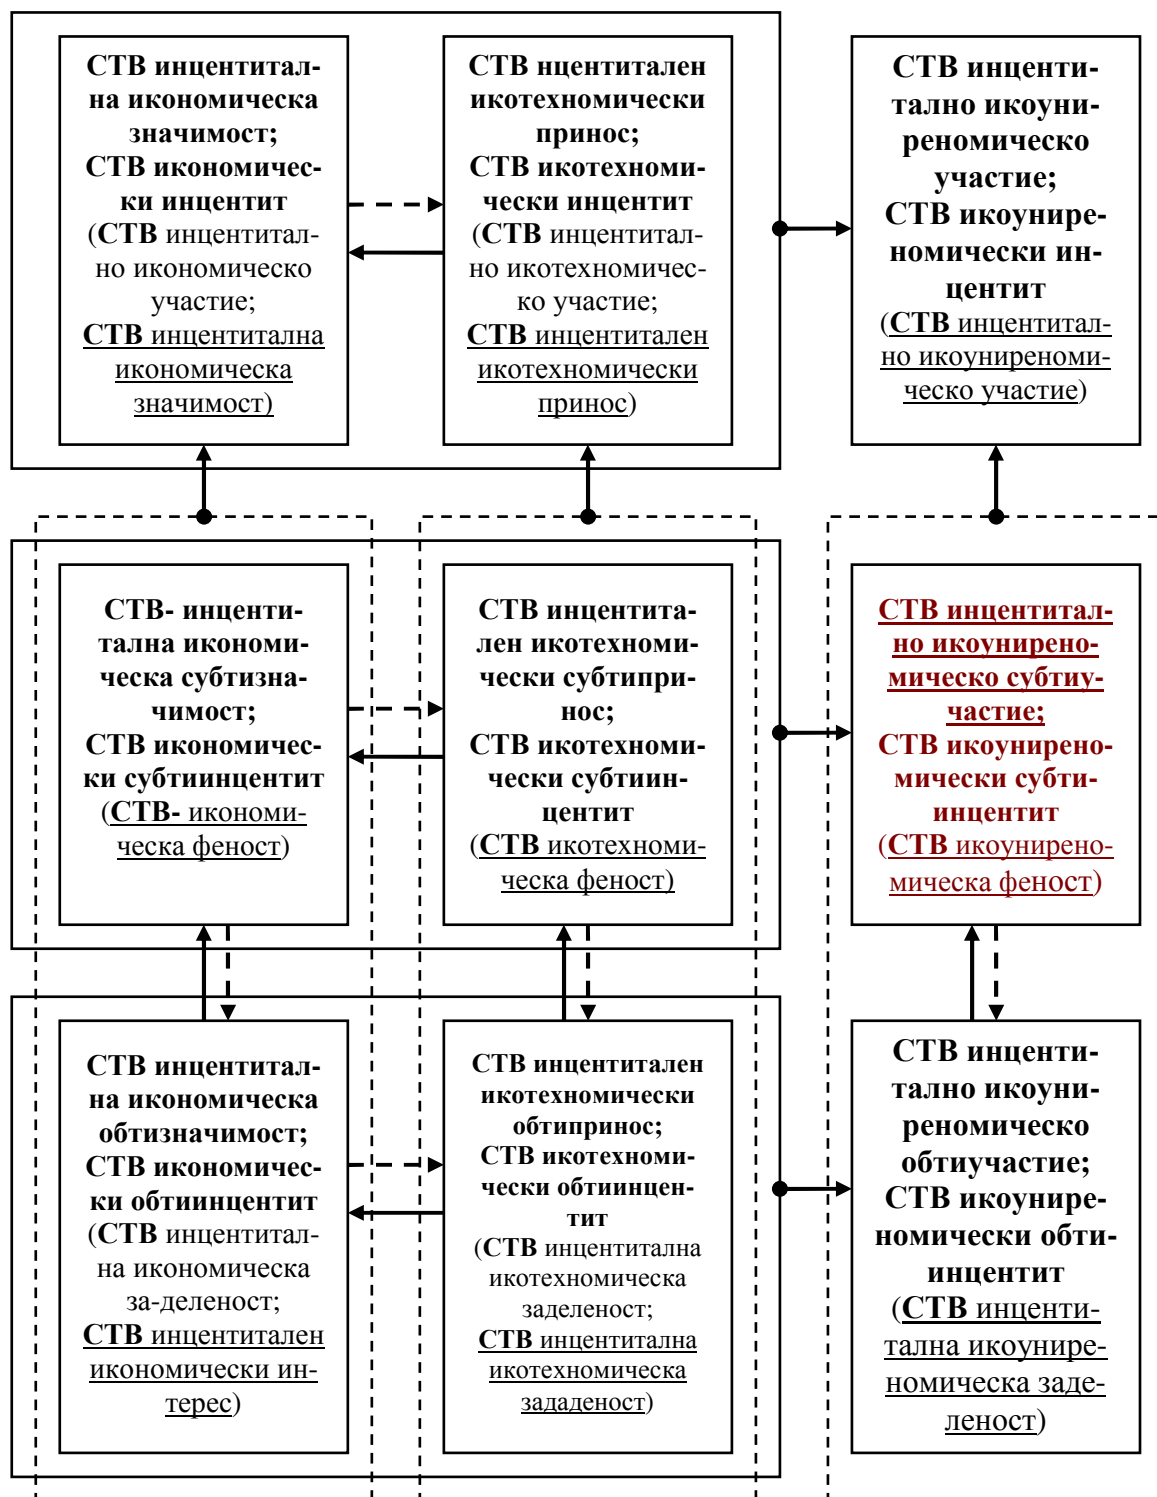 СТВ инцентитал-
на икономическа
значимост;
СТВ икономичес-
ки инцентит
(СТВ инцентитал-
но икономическо
участие;
СТВ инцентитална
икономическа
значимост)
СТВ нцентитален
икотехномически
принос;
СТВ икотехноми-
чески инцентит
(СТВ инцентитал-
но икотехномичес-
ко участие;
СТВ инцентитален
икотехномически
принос)
СТВ инценти-
тално икоуни-
реномическо
участие;
СТВ икоунире-
номически ин-
центит
(СТВ инцентитал-
но икоуниреноми-
ческо участие)
СТВ- инценти-
тална икономи-
ческа субтизна-
чимост;
СТВ икономичес-
ки субтиинцентит
(СТВ- икономи-
ческа феност)
СТВ инцентита-
лен икотехноми-
чески субтипри-
нос;
СТВ икотехноми-
чески субтиин-
центит
(СТВ икотехноми-
ческа феност)
СТВ инцентитал-
но икоунирено-
мическо субтиу-
частие;
СТВ икоунирено-
мически субти-
инцентит
(СТВ икоунирено-
мическа феност)
СТВ инцентитал-
на икономическа
обтизначимост;
СТВ икономичес-
ки обтиинцентит
(СТВ инцентитал-
на икономическа
за-деленост;
СТВ инцентитален
икономически ин-
терес)
СТВ инцентитален
икотехномически
обтипринос;
СТВ икотехноми-
чески обтиинцен-
тит
(СТВ инцентитална
икотехномическа
заделеност;
СТВ инцентитална
икотехномическа
зададеност)
СТВ инценти-
тално икоуни-
реномическо
обтиучастие;
СТВ икоунире-
номически обти-
инцентит
(СТВ инценти-
тална икоунире-
номическа заде-
леност)